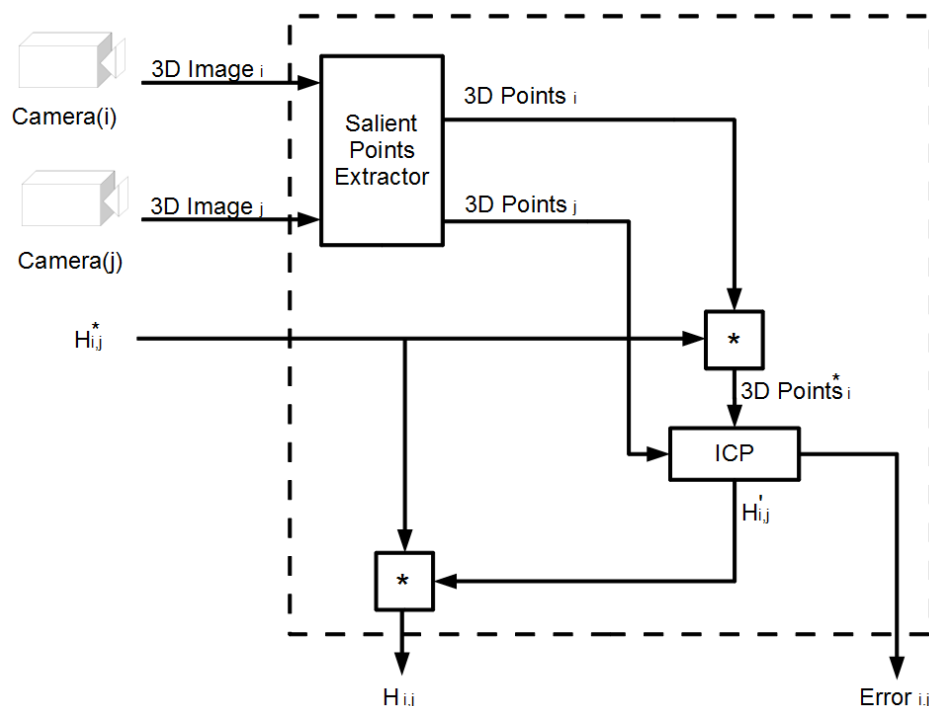 3D Image i
Camera(i)
3D Image j
Camera(j)
Salient
Points
Extractor
3D Points i
3D Points j
H*i,j
*
3D Points*i
ICP
H'i,j
*
H i,j
Error i,j